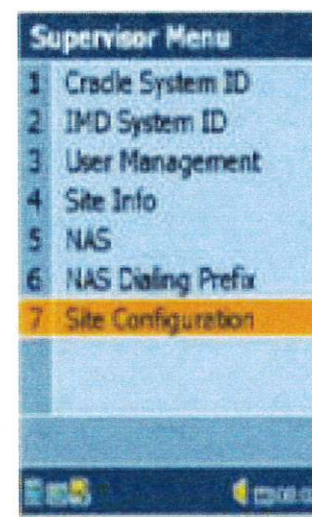 Supervisor Menu
1 Cradle System ID
2 IMD System ID
3 User Management
4 Site Info
5 NAS
6 NAS Dialing Prefix
7 Site Configuration